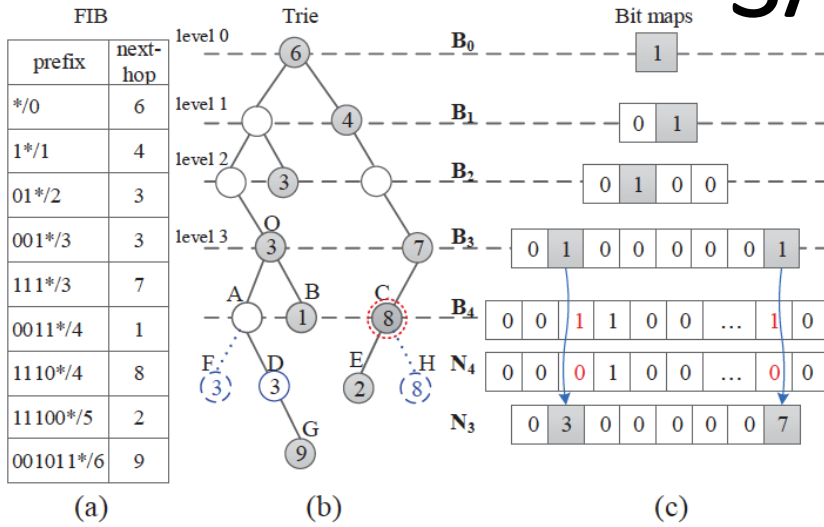 FIB
prefix next-hop
*/0 6
1*/1 4
01*/2 3
001*/3 3
111*/3 7
0011*/4 1
1110*/4 8
11100*/5 2
001011*/6 9
(a)
Trie
level 0 6
level 1 4
level 2 3
O
level 3 3 7
A B C
1 8
F D E H
3 3 2 8
G
9
(b)
Bit maps
B0 1
B1 0 1
B2 0 1 0 0
B3 0 1 0 0 0 0 0 1
B4 0 0 1 1 0 0 ... 1 0
N4 0 0 0 1 0 0 ... 0 0
N3 0 3 0 0 0 0 0 7
(c)